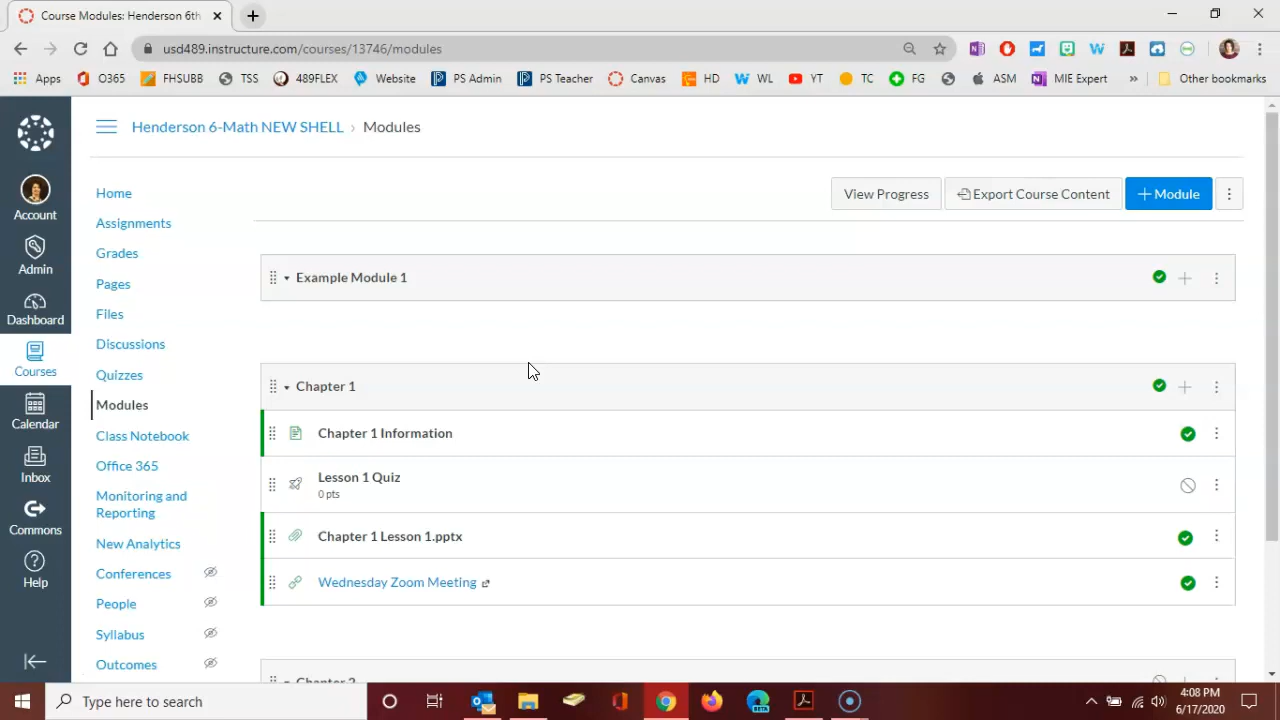 Course Modules: Henderson 6th
usd489.instructure.com/courses/13746/modules
Apps O365 FHSUBB TSS 489FLEX Website PS Admin PS Teacher Canvas HD WL YT TC FG ASM MIE Expert » Other bookmarks
Henderson 6-Math NEW SHELL › Modules
Account
Admin
Dashboard
Courses
Calendar
Inbox
Commons
Help
Home
Assignments
Grades
Pages
Files
Discussions
Quizzes
Modules
Class Notebook
Office 365
Monitoring and
Reporting
New Analytics
Conferences
People
Syllabus
Outcomes
View Progress Export Course Content + Module
Example Module 1
Chapter 1
Chapter 1 Information
Lesson 1 Quiz
0 pts
Chapter 1 Lesson 1.pptx
Wednesday Zoom Meeting
Chapter 2
Type here to search
BETA
4:08 PM
6/17/2020